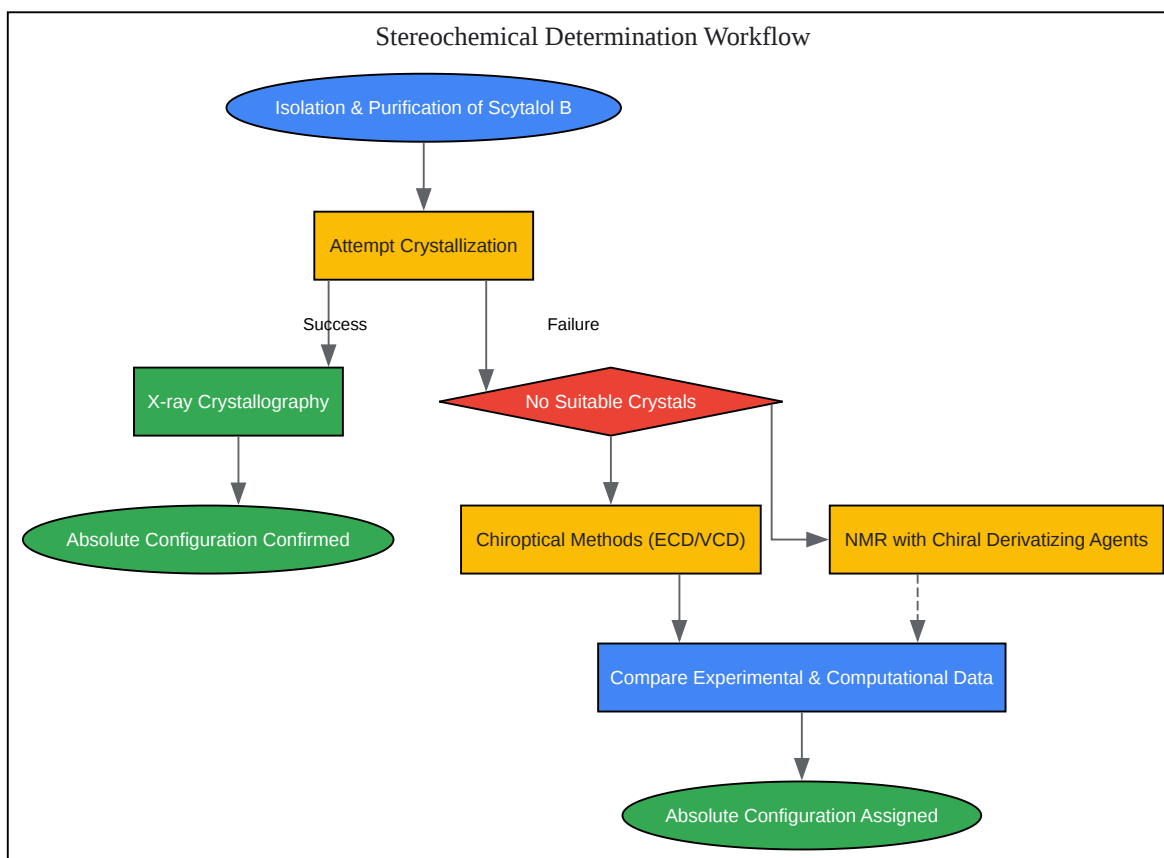 Stereochemical Determination Workflow
Isolation & Purification of Scytalol B
Attempt Crystallization
Success
Failure
X-ray Crystallography
No Suitable Crystals
Absolute Configuration Confirmed
Chiroptical Methods (ECD/VCD)
NMR with Chiral Derivatizing Agents
Compare Experimental & Computational Data
Absolute Configuration Assigned